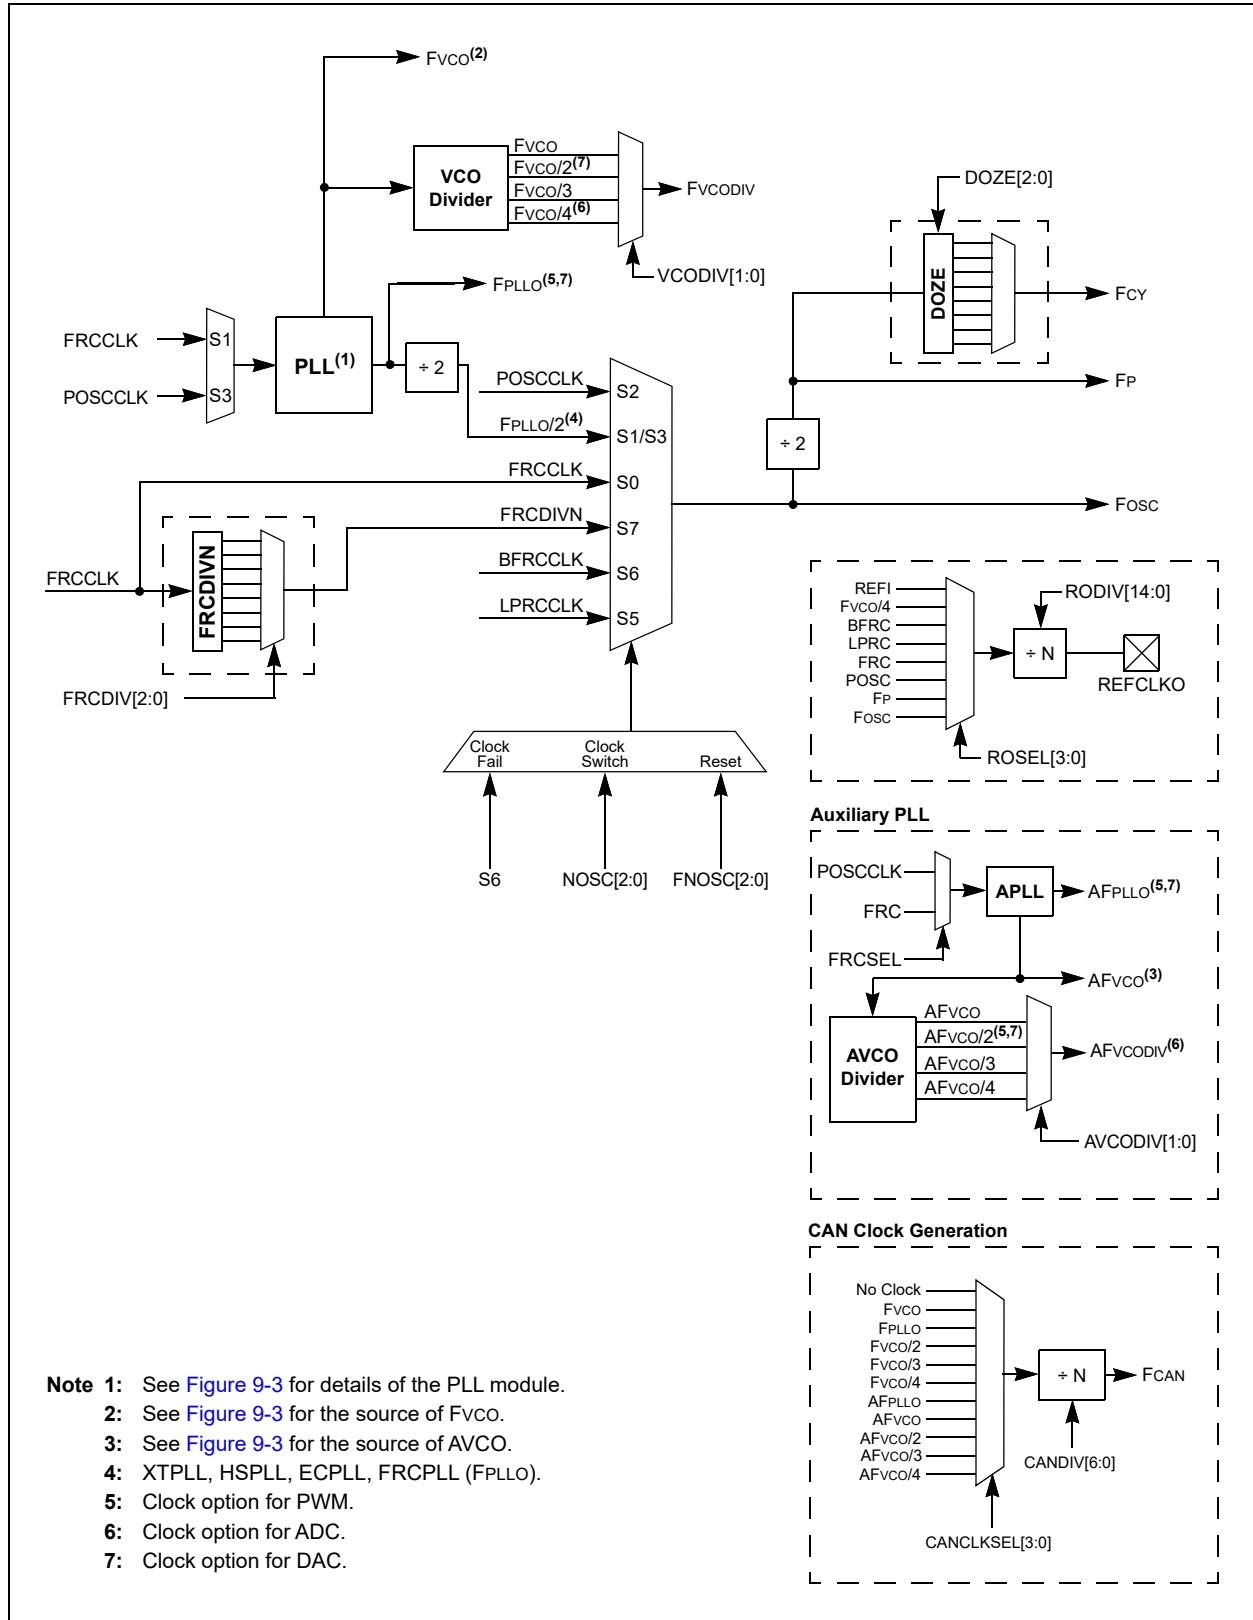 FVCO(2)
VCO Divider
FVCO
FVCO/2(7)
FVCO/3
FVCO/4(6)
FVCODIV
VCODIV[1:0]
DOZE[2:0]
DOZE
FCY
FPLLO(5,7)
FRCCLK
S1
POSCCLK
S3
PLL(1)
÷ 2
FP
POSCCLK
S2
FPLLO/2(4)
S1/S3
FRCCLK
S0
FRCDIVN
S7
BFRCCLK
S6
LPRCCLK
S5
÷ 2
FOSC
FRCCLK
FRCDIVN
FRCDIV[2:0]
Clock Fail
Clock Switch
Reset
S6
NOSC[2:0]
FNOSC[2:0]
REFI
FVCO/4
BFRC
LPRC
FRC
POSC
FP
FOSC
RODIV[14:0]
÷ N
REFCLKO
ROSEL[3:0]
Auxiliary PLL
POSCCLK
FRC
FRCSEL
APLL
AFPLLO(5,7)
AFVCO(3)
AVCO Divider
AFVCO
AFVCO/2(5,7)
AFVCO/3
AFVCO/4
AFVCODIV(6)
AVCODIV[1:0]
CAN Clock Generation
No Clock
FVCO
FPLLO
FVCO/2
FVCO/3
FVCO/4
AFPLLO
AFVCO
AFVCO/2
AFVCO/3
AFVCO/4
÷ N
FCAN
CANDIV[6:0]
CANCLKSEL[3:0]
Note 1: See Figure 9-3 for details of the PLL module.
2: See Figure 9-3 for the source of FVCO.
3: See Figure 9-3 for the source of AVCO.
4: XTPLL, HSPLL, ECPLL, FRCPLL (FPLLO).
5: Clock option for PWM.
6: Clock option for ADC.
7: Clock option for DAC.